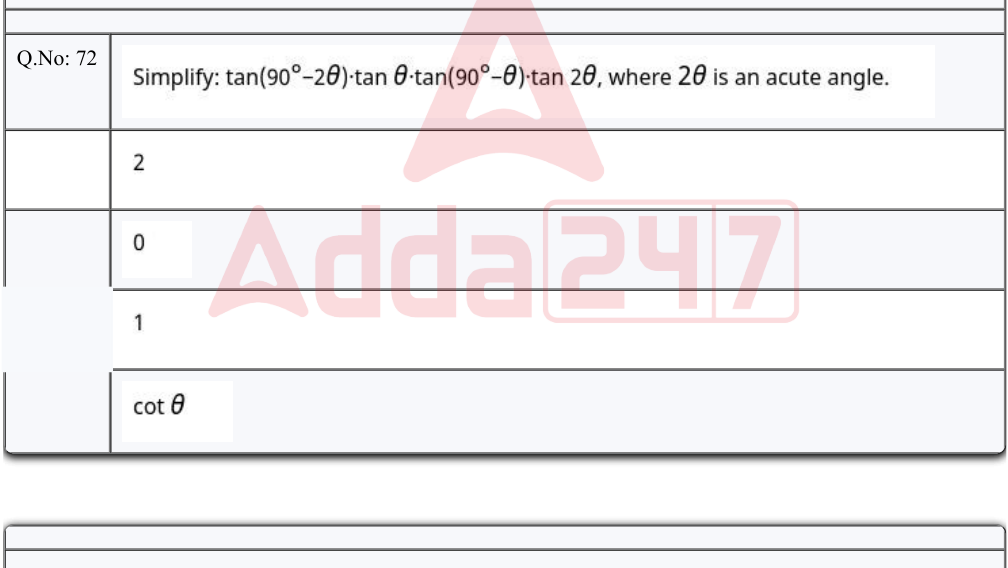 Q.No: 72
Simplify: tan(90°–2θ)·tan θ·tan(90°–θ)·tan 2θ, where 2θ is an acute angle.
2
0
Adda247
1
cot θ